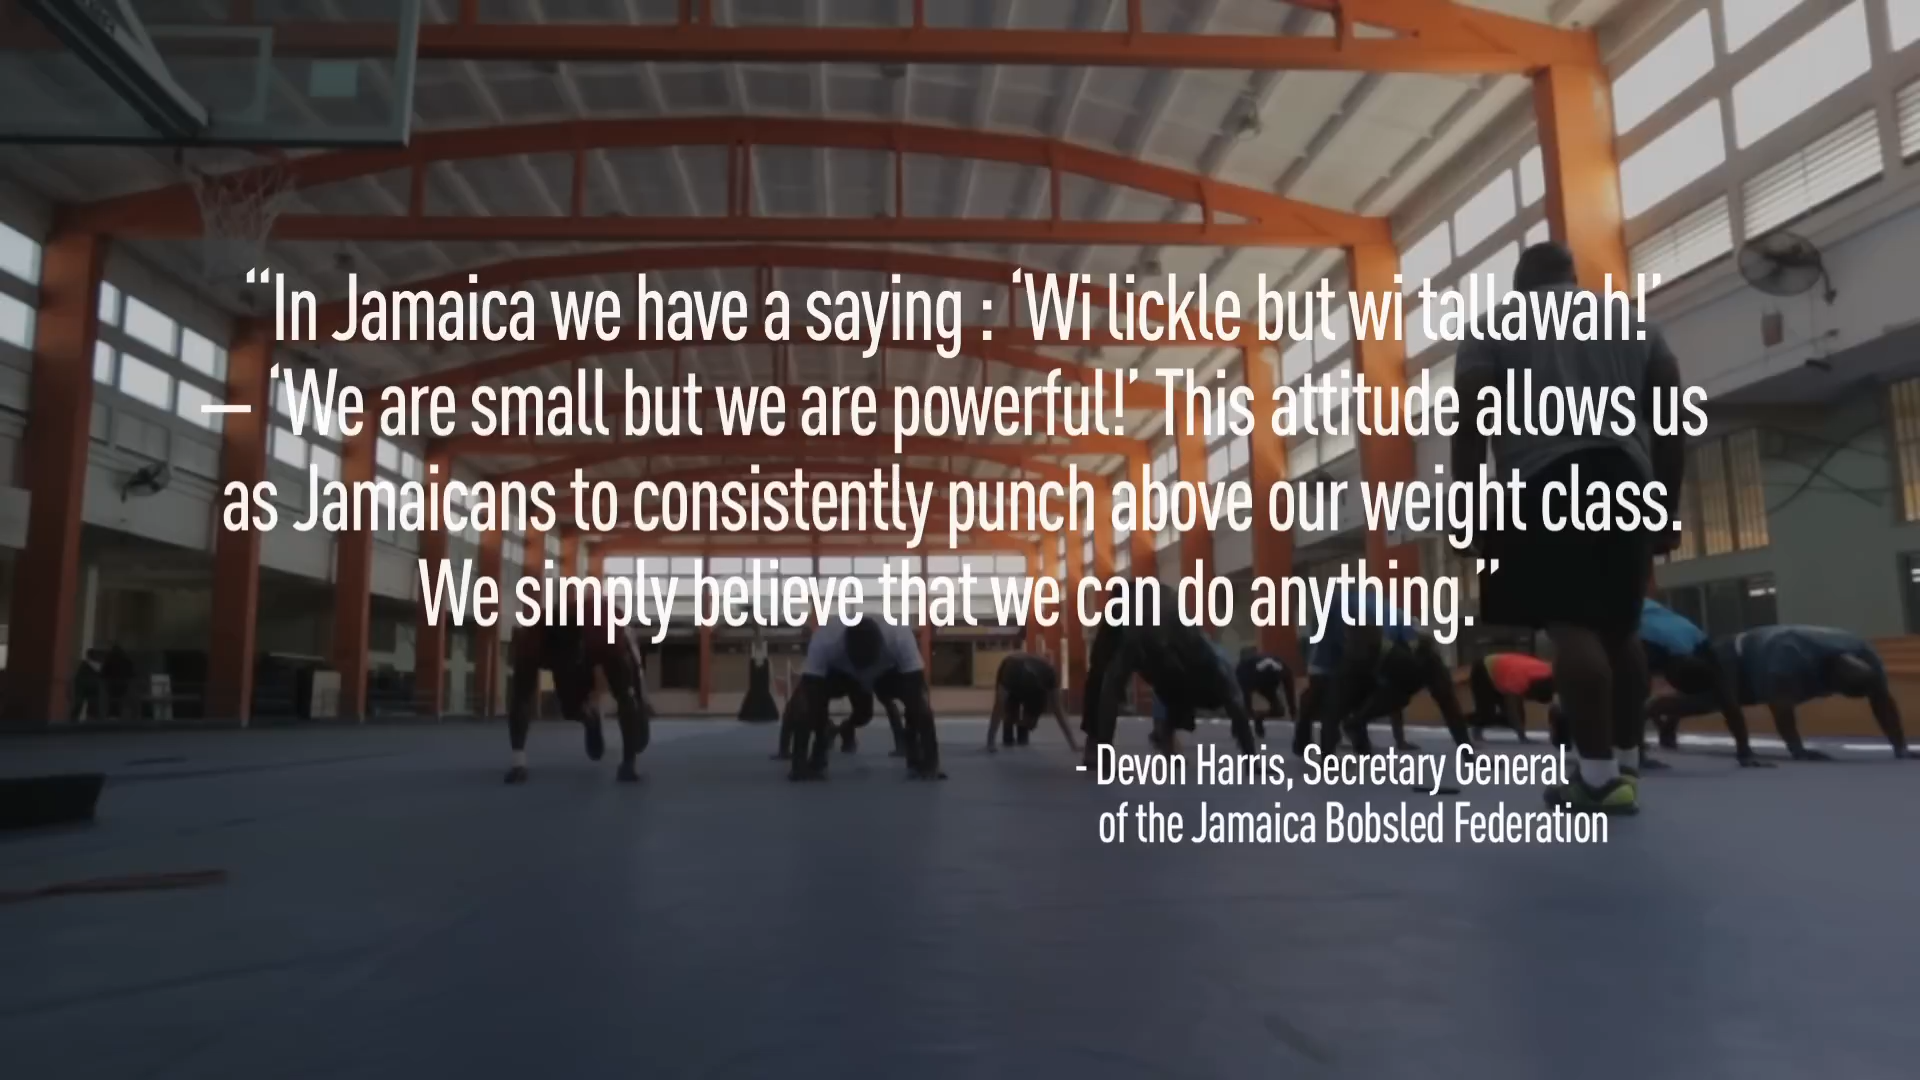 “In Jamaica we have a saying : ‘Wi lickle but wi tallawah!’
– ‘We are small but we are powerful!’ This attitude allows us
as Jamaicans to consistently punch above our weight class.
We simply believe that we can do anything.”
- Devon Harris, Secretary General
of the Jamaica Bobsled Federation